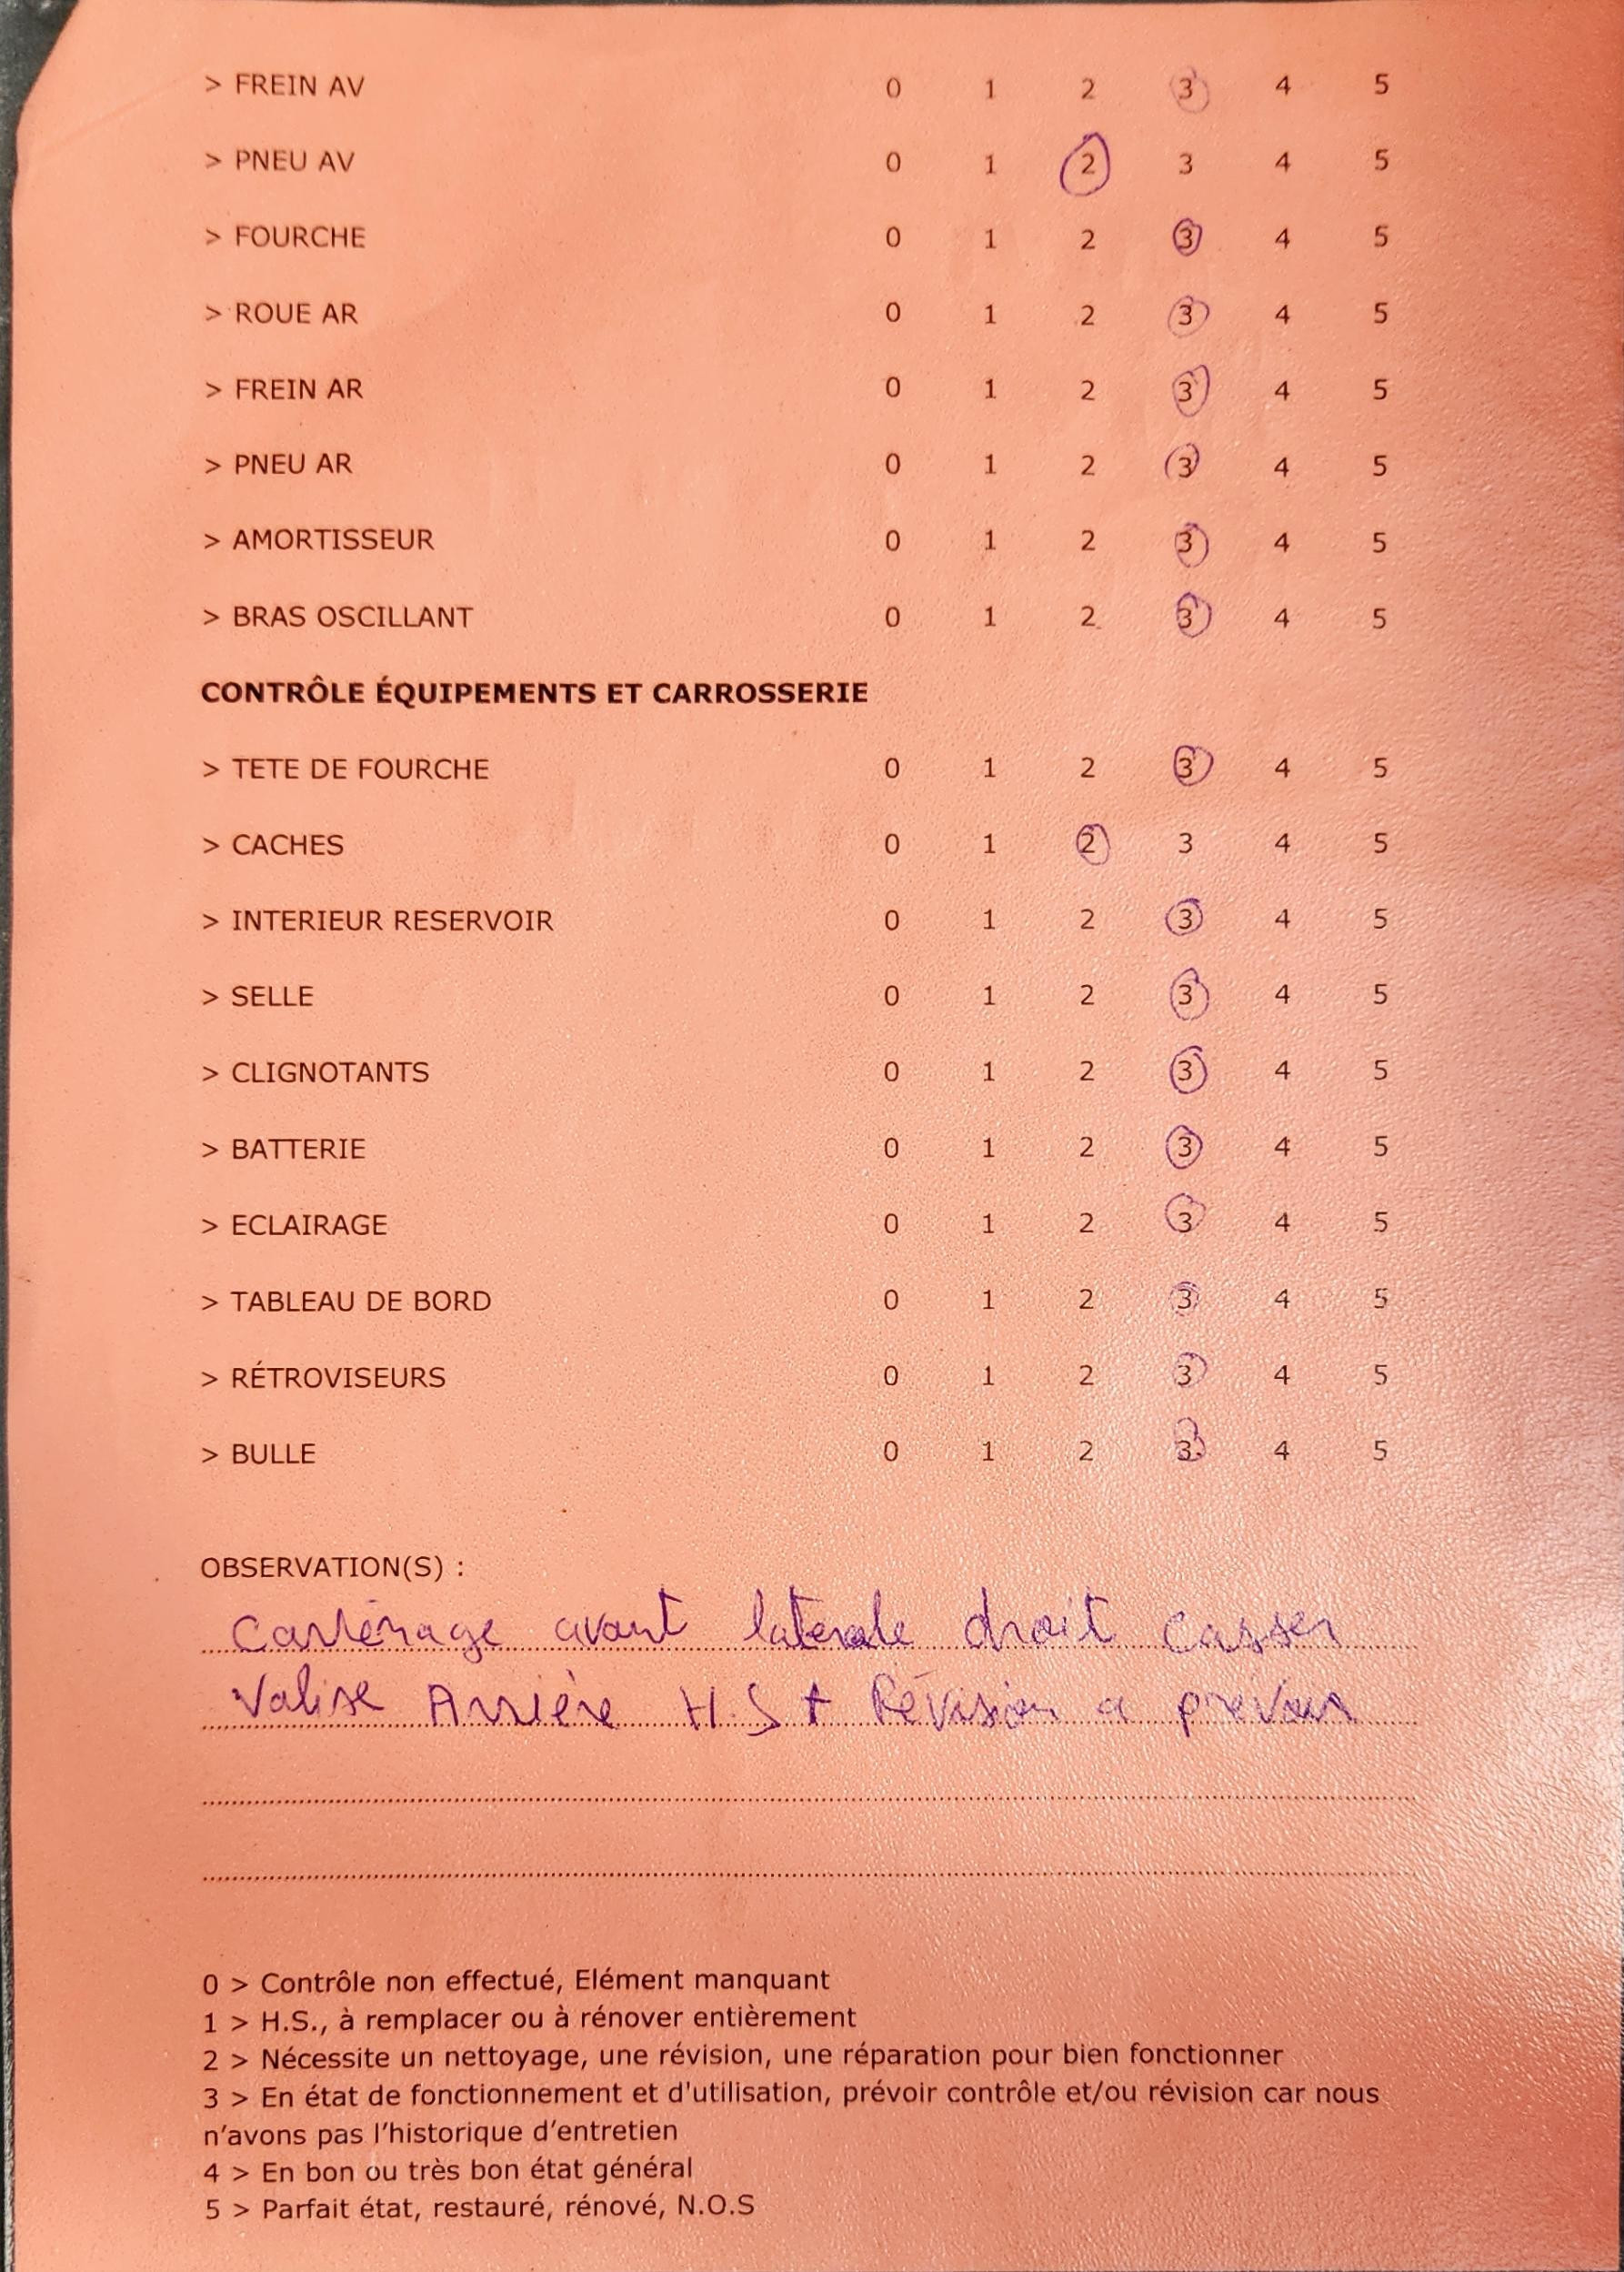 > FREIN AV 0 1 2 3 4 5
> PNEU AV 0 1 2 3 4 5
> FOURCHE 0 1 2 3 4 5
> ROUE AR 0 1 2 3 4 5
> FREIN AR 0 1 2 3 4 5
> PNEU AR 0 1 2 3 4 5
> AMORTISSEUR 0 1 2 3 4 5
> BRAS OSCILLANT 0 1 2 3 4 5
CONTRÔLE ÉQUIPEMENTS ET CARROSSERIE
> TETE DE FOURCHE 0 1 2 3 4 5
> CACHES 0 1 2 3 4 5
> INTERIEUR RESERVOIR 0 1 2 3 4 5
> SELLE 0 1 2 3 4 5
> CLIGNOTANTS 0 1 2 3 4 5
> BATTERIE 0 1 2 3 4 5
> ECLAIRAGE 0 1 2 3 4 5
> TABLEAU DE BORD 0 1 2 3 4 5
> RÉTROVISEURS 0 1 2 3 4 5
> BULLE 0 1 2 3 4 5
OBSERVATION(S) :
Carénage avant latérale droit casser
Valise Arrière H.S + Révision a prévoir
0 > Contrôle non effectué, Elément manquant
1 > H.S., à remplacer ou à rénover entièrement
2 > Nécessite un nettoyage, une révision, une réparation pour bien fonctionner
3 > En état de fonctionnement et d'utilisation, prévoir contrôle et/ou révision car nous
n’avons pas l’historique d’entretien
4 > En bon ou très bon état général
5 > Parfait état, restauré, rénové, N.O.S